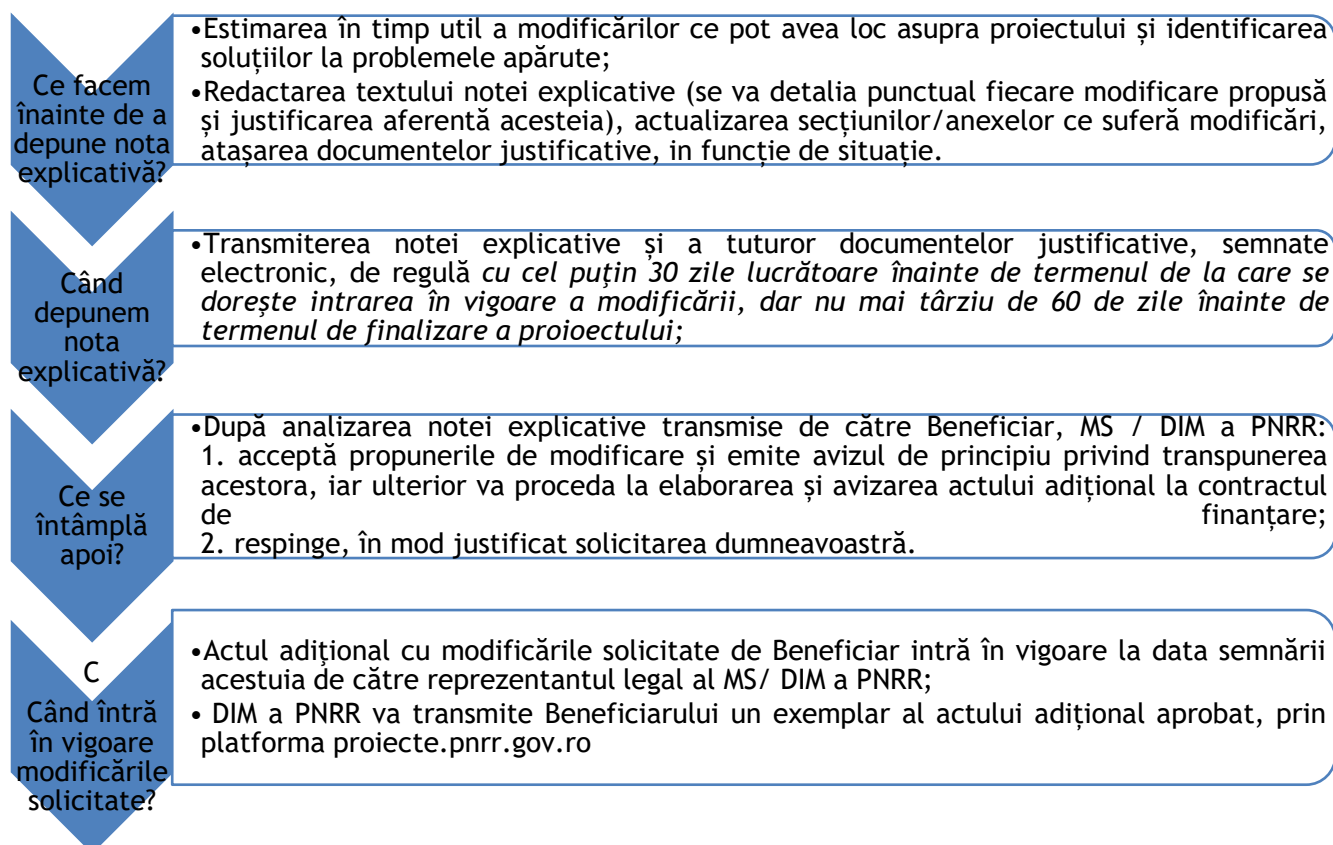 Ce facem
înainte de a
depune nota
explicativă?
•Estimarea în timp util a modificărilor ce pot avea loc asupra proiectului și identificarea
soluțiilor la problemele apărute;
•Redactarea textului notei explicative (se va detalia punctual fiecare modificare propusă
și justificarea aferentă acesteia), actualizarea secțiunilor/anexelor ce suferă modificări,
atașarea documentelor justificative, in funcție de situație.
Când
depunem
nota
explicativă?
•Transmiterea notei explicative și a tuturor documentelor justificative, semnate
electronic, de regulă cu cel puțin 30 zile lucrătoare înainte de termenul de la care se
dorește intrarea în vigoare a modificării, dar nu mai târziu de 60 de zile înainte de
termenul de finalizare a proioectului;
Ce se
întâmplă
apoi?
•După analizarea notei explicative transmise de către Beneficiar, MS / DIM a PNRR:
1. acceptă propunerile de modificare și emite avizul de principiu privind transpunerea
acestora, iar ulterior va proceda la elaborarea și avizarea actului adițional la contractul
de finanțare;
2. respinge, în mod justificat solicitarea dumneavoastră.
C
Când întră
în vigoare
modificările
solicitate?
•Actul adiţional cu modificările solicitate de Beneficiar intră în vigoare la data semnării
acestuia de către reprezentantul legal al MS/ DIM a PNRR;
• DIM a PNRR va transmite Beneficiarului un exemplar al actului adițional aprobat, prin
platforma proiecte.pnrr.gov.ro